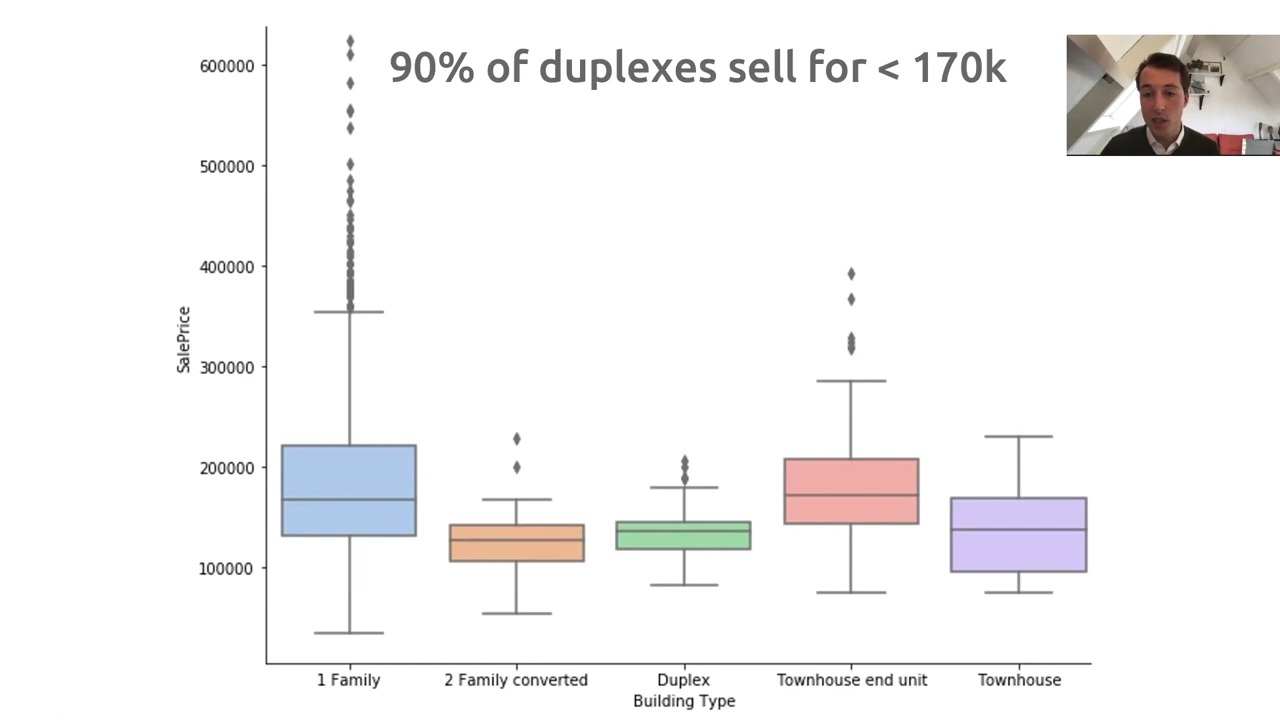 90% of duplexes sell for < 170k
600000
500000
400000
300000
200000
100000
SalePrice
1 Family
2 Family converted
Duplex
Townhouse end unit
Townhouse
Building Type